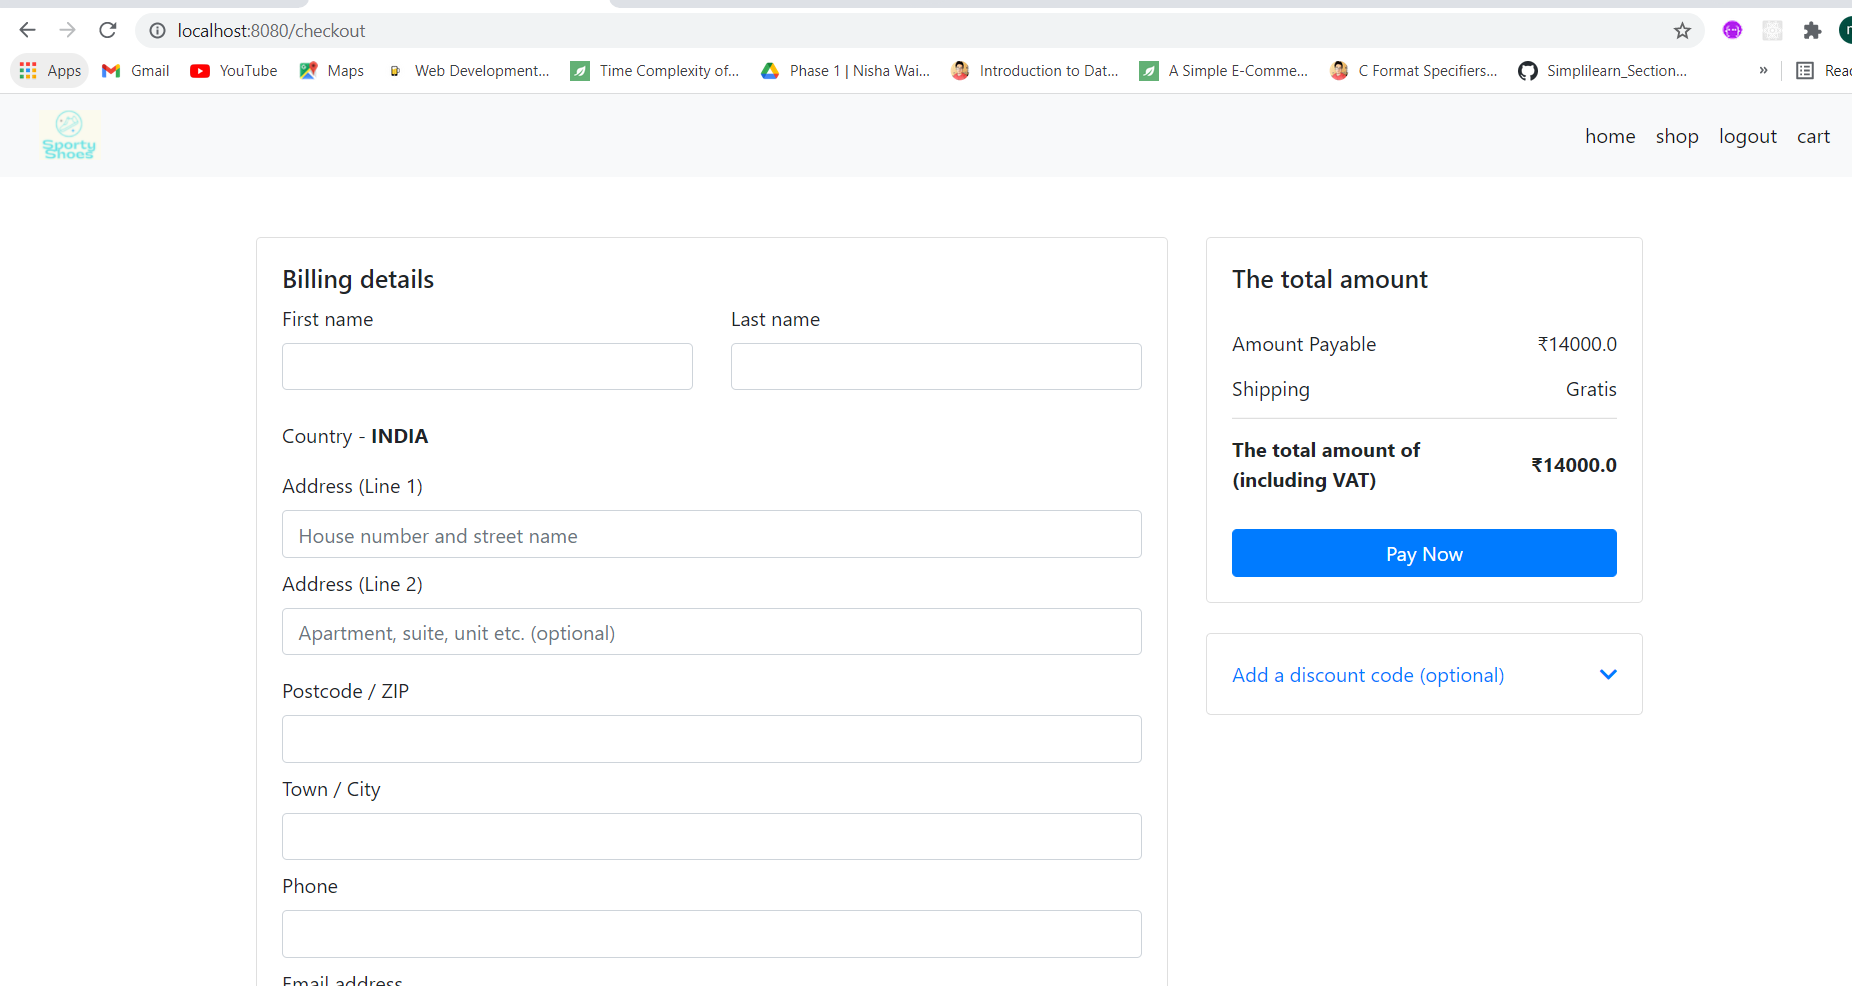 localhost:8080/checkout
Apps Gmail YouTube Maps Web Development... Time Complexity of... Phase 1 | Nisha Wai... Introduction to Dat... A Simple E-Comme... C Format Specifiers... Simplilearn_Section... »
Sporty
Shoes
home shop logout cart
Billing details
First name Last name
Country - INDIA
Address (Line 1)
House number and street name
Address (Line 2)
Apartment, suite, unit etc. (optional)
Postcode / ZIP
Town / City
Phone
Email address
The total amount
Amount Payable ₹14000.0
Shipping Gratis
The total amount of
(including VAT) ₹14000.0
Pay Now
Add a discount code (optional)